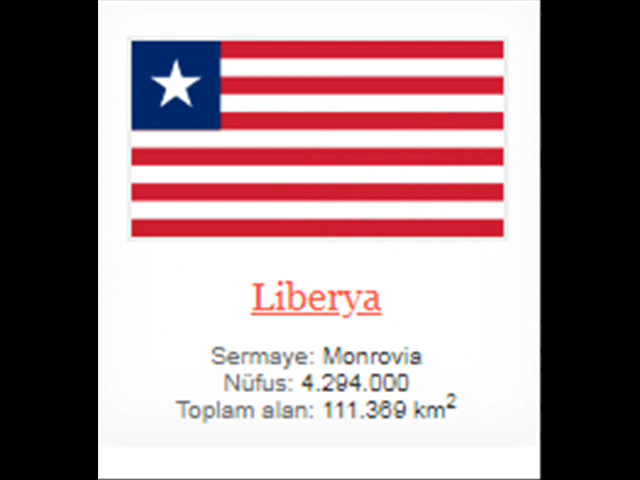 Liberya
Sermaye: Monrovia
Nüfus: 4.294.000
Toplam alan: 111.369 km²